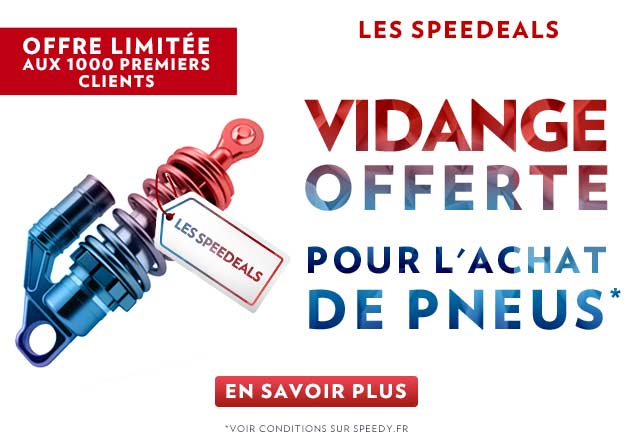 OFFRE LIMITÉE
AUX 1000 PREMIERS
CLIENTS
LES SPEEDEALS
VIDANGE
OFFERTE
LES SPEEDEALS
POUR L'ACHAT
DE PNEUS*
EN SAVOIR PLUS
*VOIR CONDITIONS SUR SPEEDY.FR